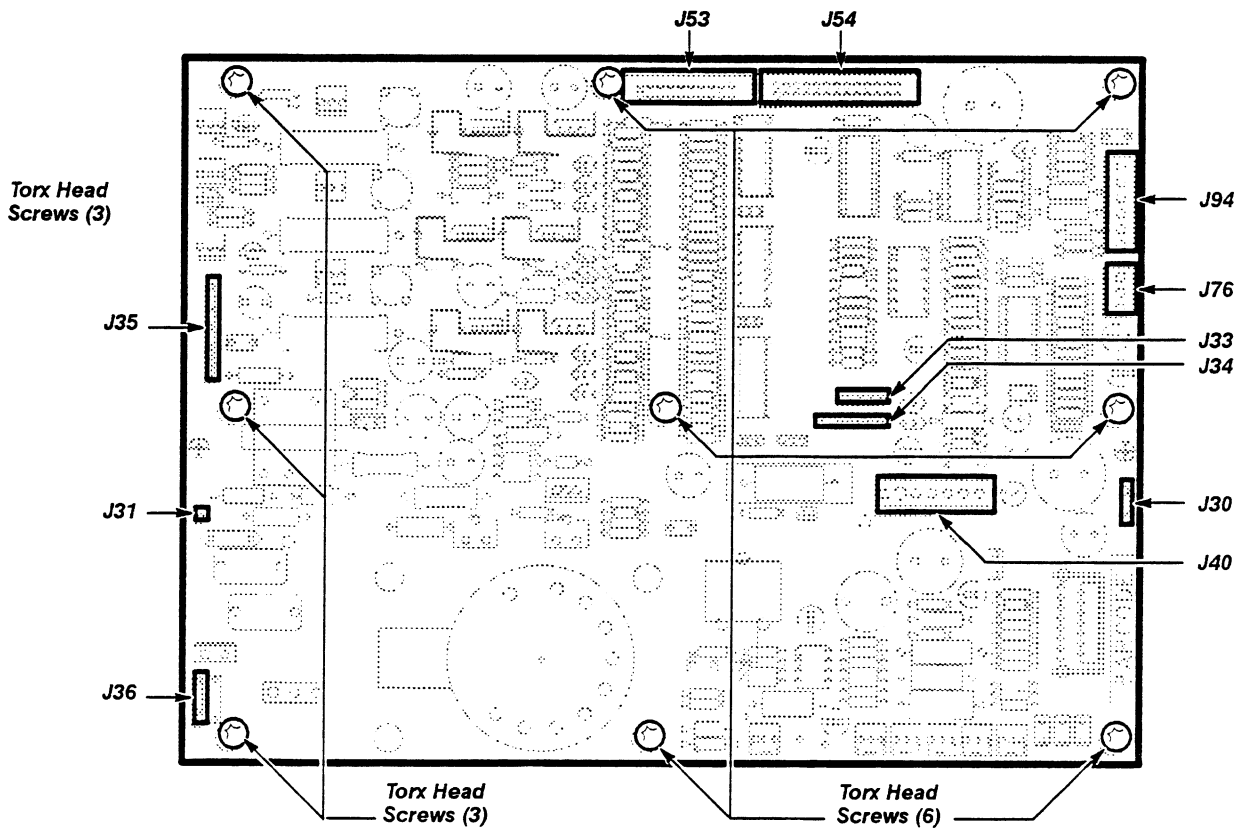 J53
J54
Torx Head
Screws (3)
J94
J76
J35
J33
J34
J31
J30
J40
J36
Torx Head
Screws (3)
Torx Head
Screws (6)